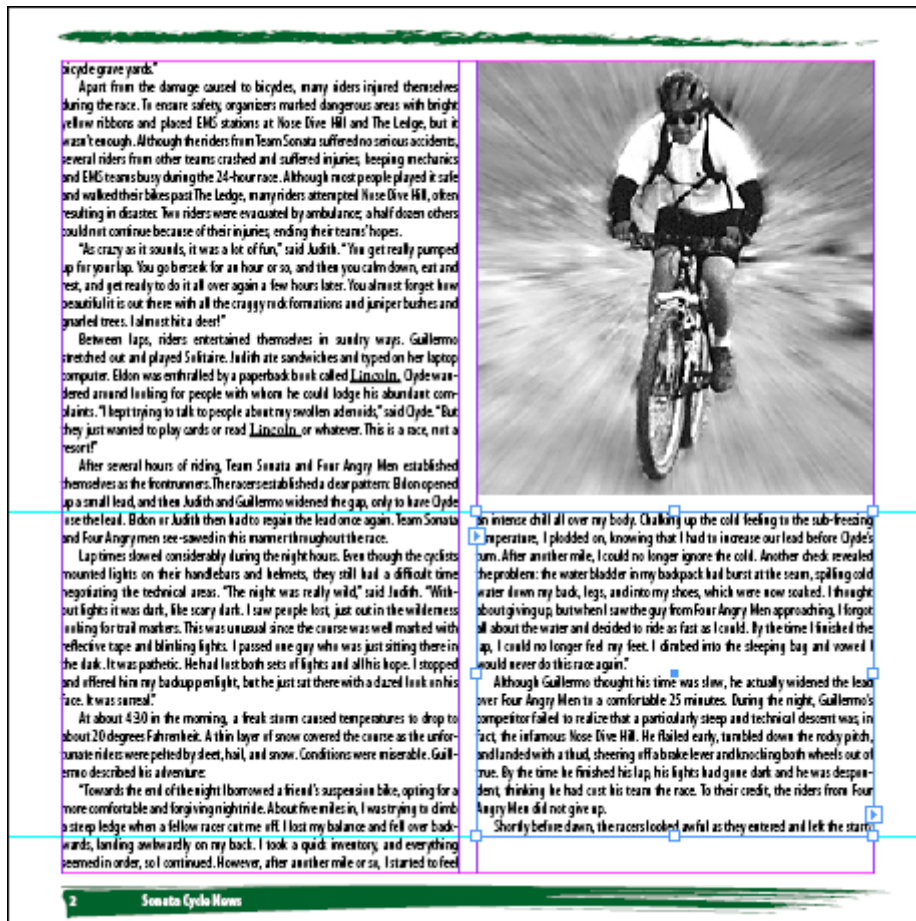 bicycle grave yards."
Apart from the damage caused to bicycles, many riders injured themselves
during the race. To ensure safety, organizers marked dangerous areas with bright
yellow ribbons and placed EMS stations at Nose Dive Hill and The Ledge, but it
wasn't enough. Although the riders from Team Sonata suffered no serious accidents,
several riders from other teams crashed and suffered injuries, keeping mechanics
and EMS teams busy during the 24-hour race. Although most people played it safe
and walked their bikes past The Ledge, many riders attempted Nose Dive Hill, often
resulting in disaster. Two riders were evacuated by ambulance; a half dozen others
could not continue because of their injuries, ending their teams' hopes.
"As crazy as it sounds, it was a lot of fun," said Judith. "You get really pumped
up for your lap. You go berserk for an hour or so, and then you calm down, eat and
rest, and get ready to do it all over again a few hours later. You almost forget how
beautiful it is out there with all the craggy rock formations and juniper bushes and
gnarled trees. I almost hit a deer!"
Between laps, riders entertained themselves in sundry ways. Guillermo
stretched out and played Solitaire. Judith ate sandwiches and typed on her laptop
computer. Eldon was enthralled by a paperback book called Lincoln. Clyde wan-
dered around looking for people with whom he could lodge his abundant com-
plaints. "I kept trying to talk to people about my swollen adenoids," said Clyde. "But
they just wanted to play cards or read Lincoln or whatever. This is a race, not a
resort!"
After several hours of riding, Team Sonata and Four Angry Men established
themselves as the frontrunners. The racers established a clear pattern: Eldon opened
up a small lead, and then Judith and Guillermo widened the gap, only to have Clyde
lose the lead. Eldon or Judith then had to regain the lead once again. Team Sonata
and Four Angry men see-sawed in this manner throughout the race.
Lap times slowed considerably during the night hours. Even though the cyclists
mounted lights on their handlebars and helmets, they still had a difficult time
negotiating the technical areas. "The night was really wild," said Judith. "With-
out lights it was dark, like scary dark. I saw people lost, just out in the wilderness
looking for trail markers. This was unusual since the course was well marked with
reflective tape and blinking lights. I passed one guy who was just sitting there in
the dark. It was pathetic. He had lost both sets of lights and all his hope. I stopped
and offered him my backup penlight, but he just sat there with a dazed look on his
face. It was surreal."
At about 4:30 in the morning, a freak storm caused temperatures to drop to
about 20 degrees Fahrenheit. A thin layer of snow covered the course as the unfor-
tunate riders were pelted by sleet, hail, and snow. Conditions were miserable. Guill-
ermo described his adventure:
"Towards the end of the night I borrowed a friend's suspension bike, opting for a
more comfortable and forgiving night ride. About five miles in, I was trying to climb
a steep ledge when a fellow racer cut me off. I lost my balance and fell over back-
wards, landing awkwardly on my back. I took a quick inventory, and everything
seemed in order, so I continued. However, after another mile or so, I started to feel
an intense chill all over my body. Chalking up the cold feeling to the sub-freezing
temperature, I plodded on, knowing that I had to increase our lead before Clyde's
turn. After another mile, I could no longer ignore the cold. Another check revealed
the problem: the water bladder in my backpack had burst at the seam, spilling cold
water down my back, legs, and into my shoes, which were now soaked. I thought
about giving up, but when I saw the guy from Four Angry Men approaching, I forgot
all about the water and decided to ride as fast as I could. By the time I finished the
lap, I could no longer feel my feet. I climbed into the sleeping bag and vowed I
would never do this race again."
Although Guillermo thought his time was slow, he actually widened the lead
over Four Angry Men to a comfortable 25 minutes. During the night, Guillermo's
competitor failed to realize that a particularly steep and technical descent was, in
fact, the infamous Nose Dive Hill. He flailed early, tumbled down the rocky pitch,
and landed with a thud, sheering off a brake lever and knocking both wheels out of
true. By the time he finished his lap, his lights had gone dark and he was despon-
dent, thinking he had cost his team the race. To their credit, the riders from Four
Angry Men did not give up.
Shortly before dawn, the racers looked awful as they entered and left the start-
2 Sonata Cycle News